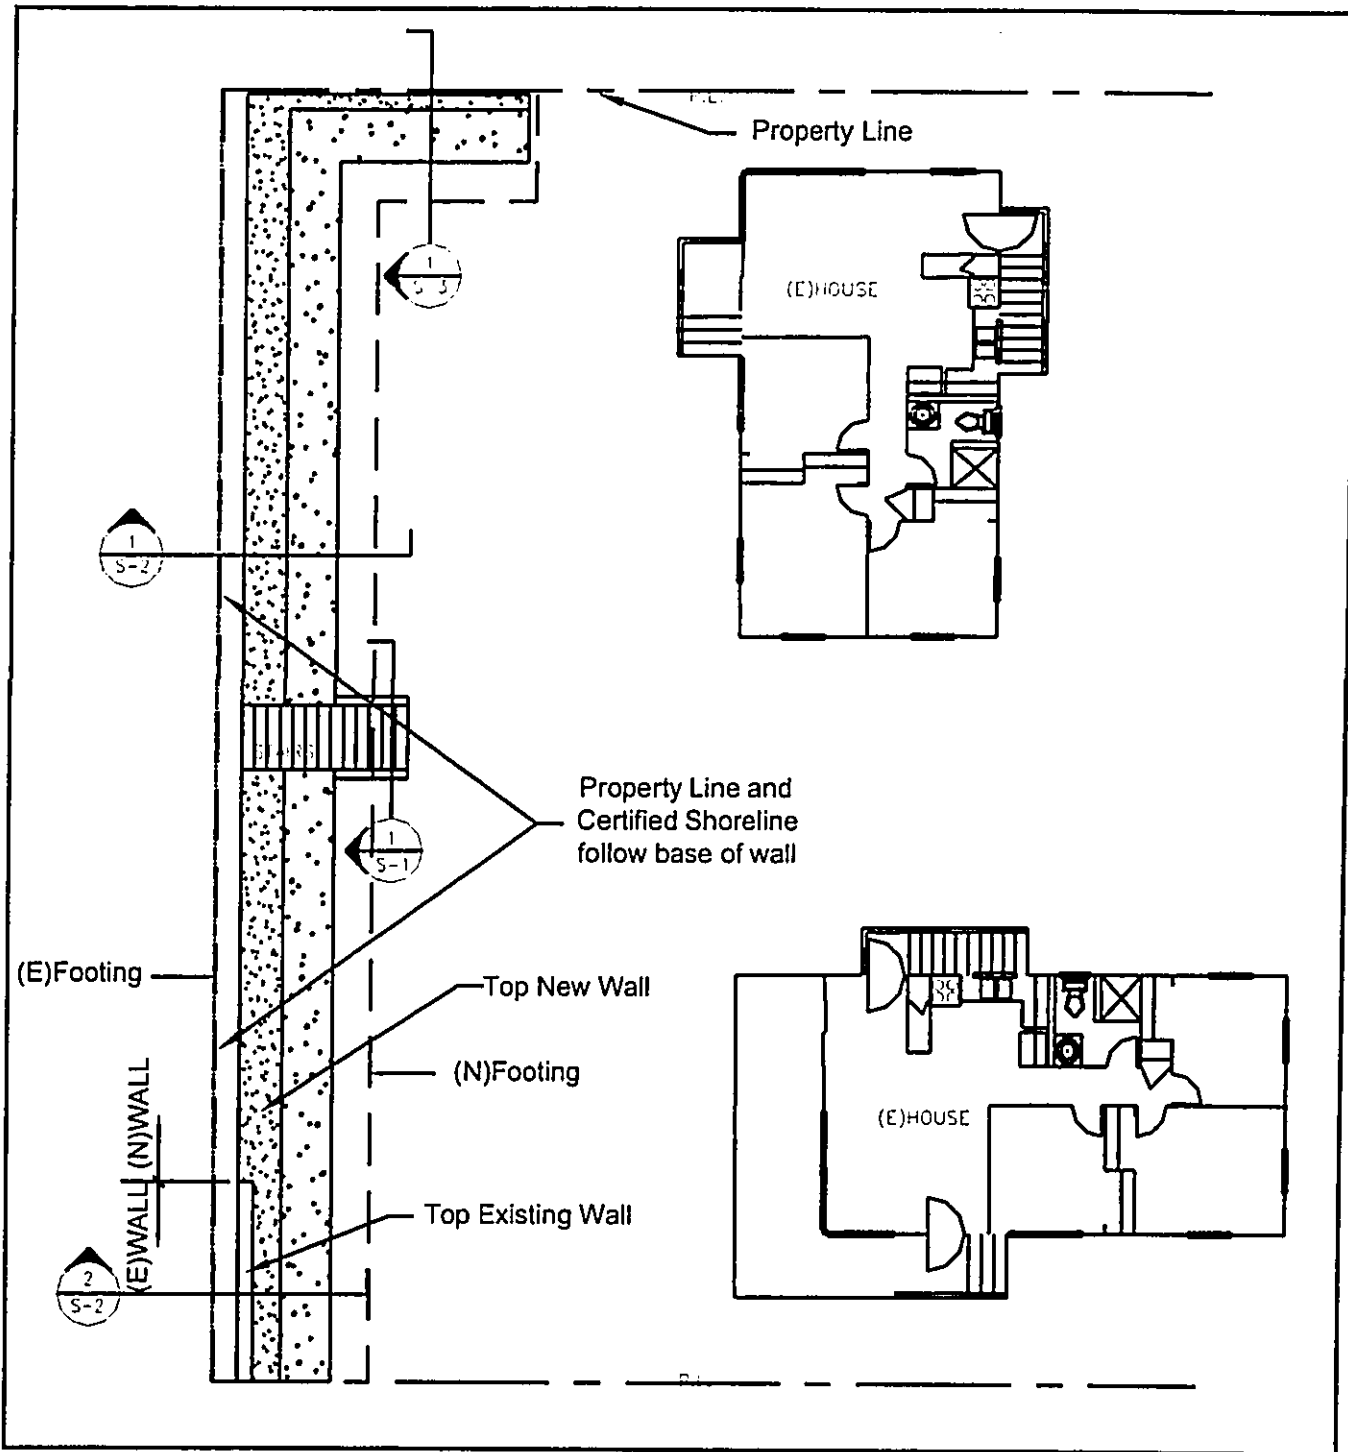 P.L.
Property Line
1
S-3
(E)HOUSE
1
S-2
STAIRS
Property Line and
Certified Shoreline
follow base of wall
1
S-1
(E)Footing
Top New Wall
(N)Footing
(E)HOUSE
(E)WALL (N)WALL
Top Existing Wall
2
S-2
P.L.